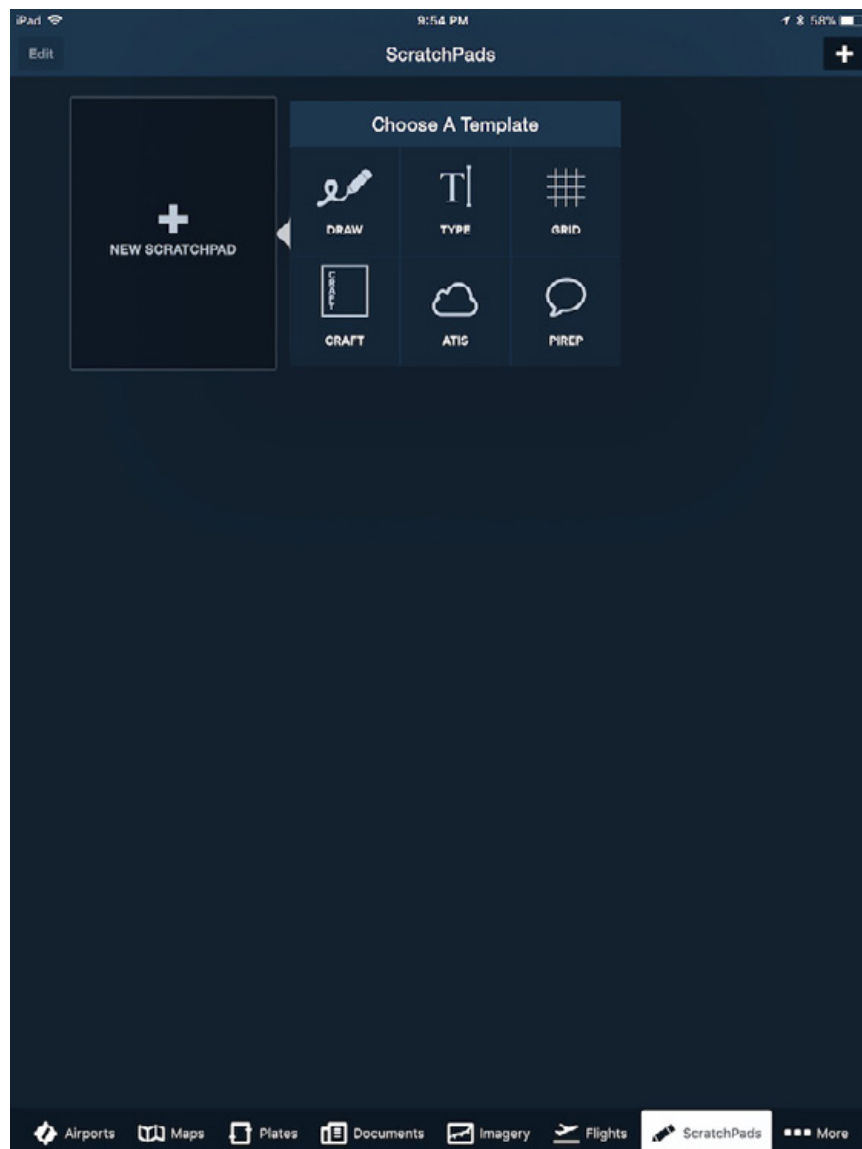 iPad 9:54 PM 58%
Edit ScratchPads +
Choose A Template
NEW SCRATCHPAD
DRAW TYPE GRID
CRAFT
CRAFT ATIS PIREP
Airports Maps Plates Documents Imagery Flights ScratchPads More